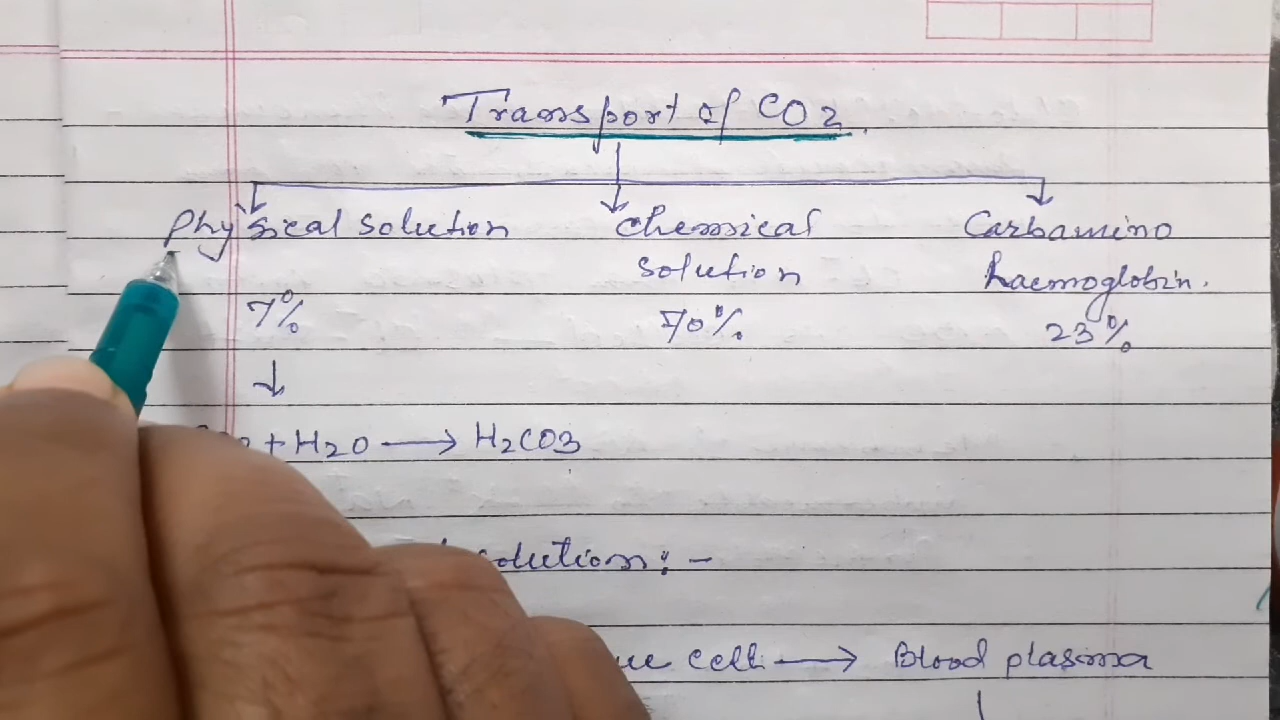 Transport of CO2
Physical solution
Chemical
solution
Carbamino
haemoglobin.
7%
70%
23%
+ H2O → H2CO3
solution:-
cell → Blood plasma